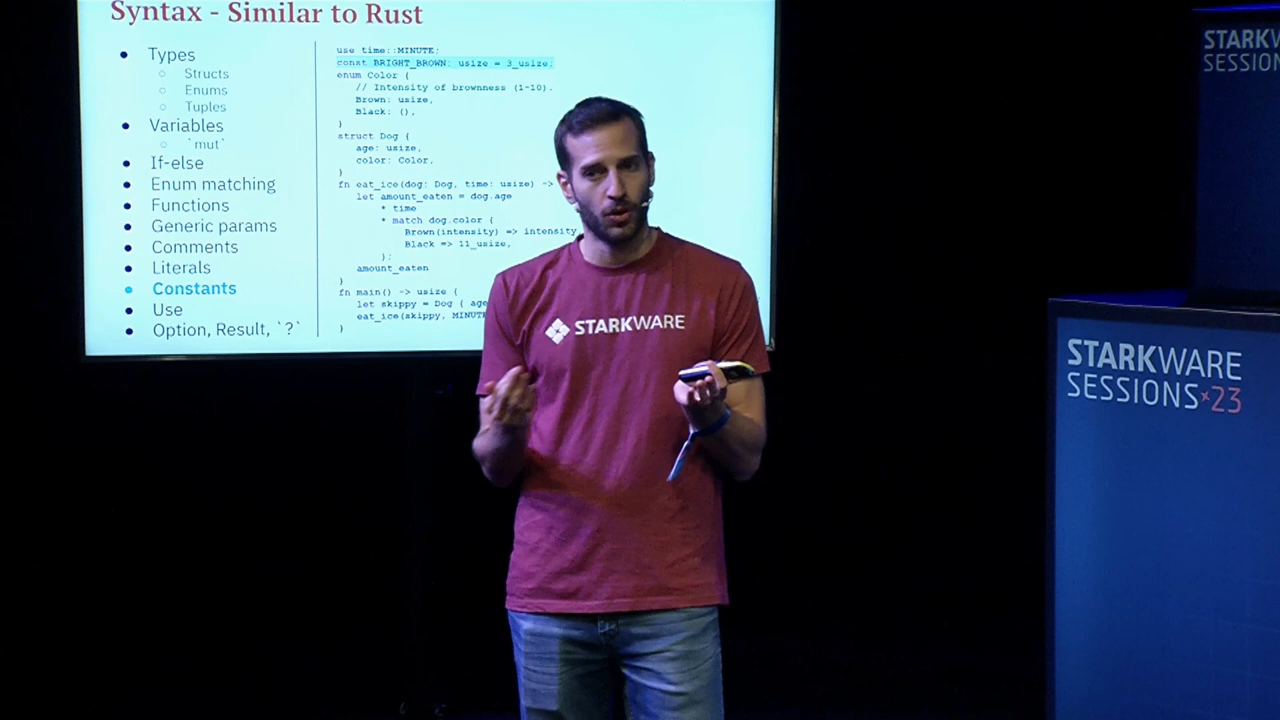 Syntax - Similar to Rust
Types
Structs
Enums
Tuples
Variables
`mut`
If-else
Enum matching
Functions
Generic params
Comments
Literals
Constants
Use
Option, Result, `?`
use time::MINUTE;
const BRIGHT_BROWN: usize = 3_usize;
enum Color {
// Intensity of brownness (1-10).
Brown: usize,
Black: (),
}
struct Dog {
age: usize,
color: Color,
}
fn eat_ice(dog: Dog, time: usize) ->
let amount_eaten = dog.age
* time
* match dog.color {
Brown(intensity) => intensity
Black => 11_usize,
};
amount_eaten
}
fn main() -> usize {
let skippy = Dog { age
eat_ice(skippy, MINUTE
}
STARKWARE
STARKW
SESSION
STARKWARE
SESSIONS×23